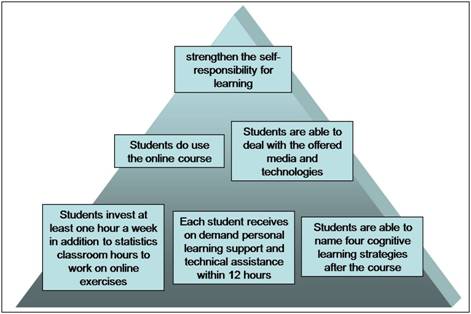 strengthen the self-
responsibility for
learning
Students do use
the online course
Students are able to
deal with the offered
media and
technologies
Students invest at
least one hour a week
in addition to statistics
classroom hours to
work on online
exercises
Each student receives
on demand personal
learning support and
technical assistance
within 12 hours
Students are able to
name four cognitive
learning strategies
after the course